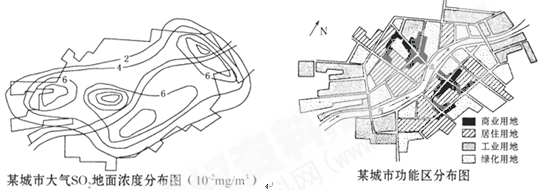 2
4
6
6
6
某城市大气SO₂地面浓度分布图(10⁻²mg/m³)
N
商业用地
居住用地
工业用地
绿化用地
某城市功能区分布图